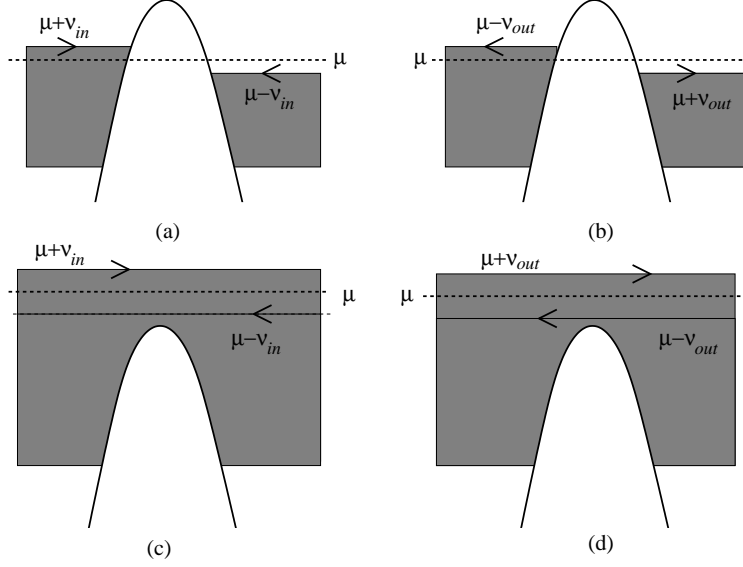 μ+ν_in
μ
μ−ν_in
(a)
μ−ν_out
μ
μ+ν_out
(b)
μ+ν_in
μ
μ−ν_in
(c)
μ+ν_out
μ
μ−ν_out
(d)